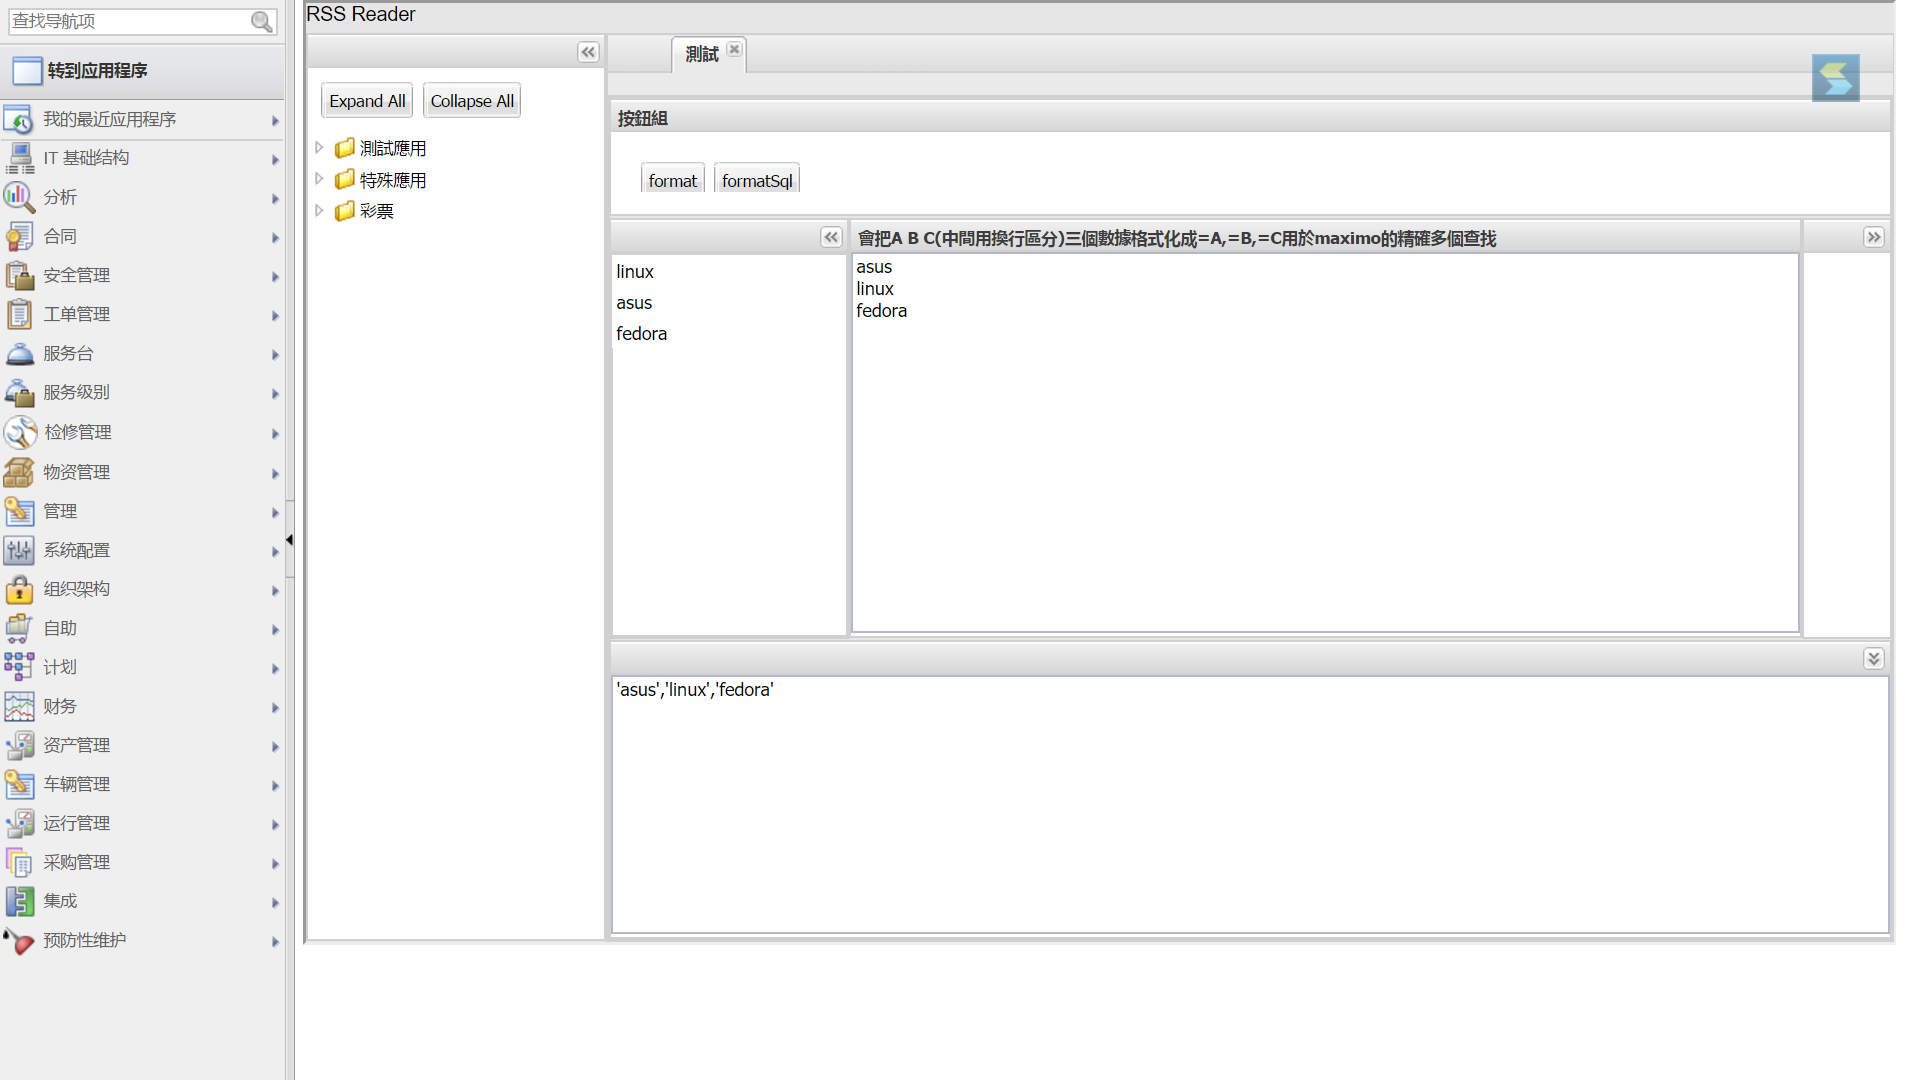 查找导航项
转到应用程序
我的最近应用程序
IT 基础结构
分析
合同
安全管理
工单管理
服务台
服务级别
检修管理
物资管理
管理
系统配置
组织架构
自助
计划
财务
资产管理
车辆管理
运行管理
采购管理
集成
预防性维护
RSS Reader
Expand All Collapse All
測試應用
特殊應用
彩票
測試
按鈕組
format formatSql
linux
asus
fedora
會把A B C(中間用換行區分)三個數據格式化成=A,=B,=C用於maximo的精確多個查找
asus
linux
fedora
'asus','linux','fedora'